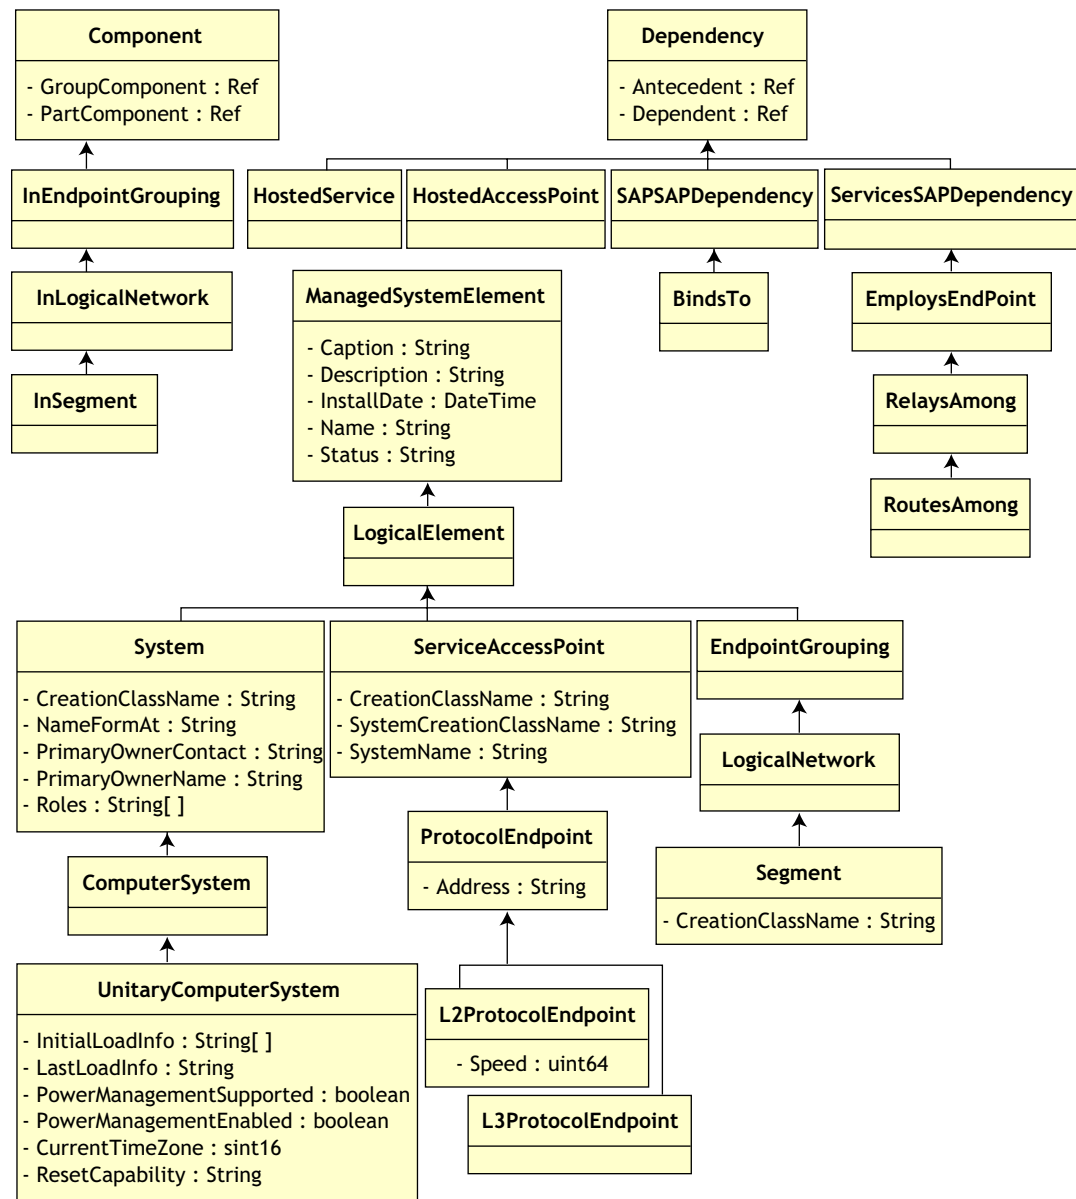 Component
- GroupComponent : Ref
- PartComponent : Ref
Dependency
- Antecedent : Ref
- Dependent : Ref
InEndpointGrouping
HostedService
HostedAccessPoint
SAPSAPDependency
ServicesSAPDependency
InLogicalNetwork
ManagedSystemElement
- Caption : String
- Description : String
- InstallDate : DateTime
- Name : String
- Status : String
BindsTo
EmploysEndPoint
InSegment
RelaysAmong
RoutesAmong
LogicalElement
System
- CreationClassName : String
- NameFormAt : String
- PrimaryOwnerContact : String
- PrimaryOwnerName : String
- Roles : String[ ]
ServiceAccessPoint
- CreationClassName : String
- SystemCreationClassName : String
- SystemName : String
EndpointGrouping
LogicalNetwork
ProtocolEndpoint
- Address : String
ComputerSystem
Segment
- CreationClassName : String
UnitaryComputerSystem
- InitialLoadInfo : String[ ]
- LastLoadInfo : String
- PowerManagementSupported : boolean
- PowerManagementEnabled : boolean
- CurrentTimeZone : sint16
- ResetCapability : String
L2ProtocolEndpoint
- Speed : uint64
L3ProtocolEndpoint